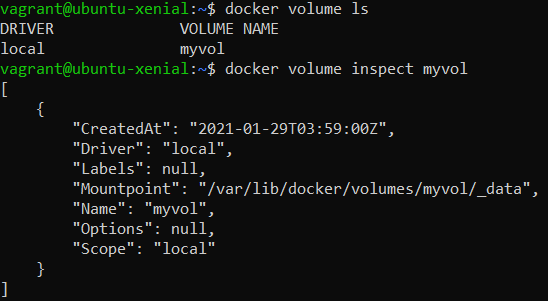 vagrant@ubuntu-xenial:~$ docker volume ls
DRIVER              VOLUME NAME
local               myvol
vagrant@ubuntu-xenial:~$ docker volume inspect myvol
[
    {
        "CreatedAt": "2021-01-29T03:59:00Z",
        "Driver": "local",
        "Labels": null,
        "Mountpoint": "/var/lib/docker/volumes/myvol/_data",
        "Name": "myvol",
        "Options": null,
        "Scope": "local"
    }
]